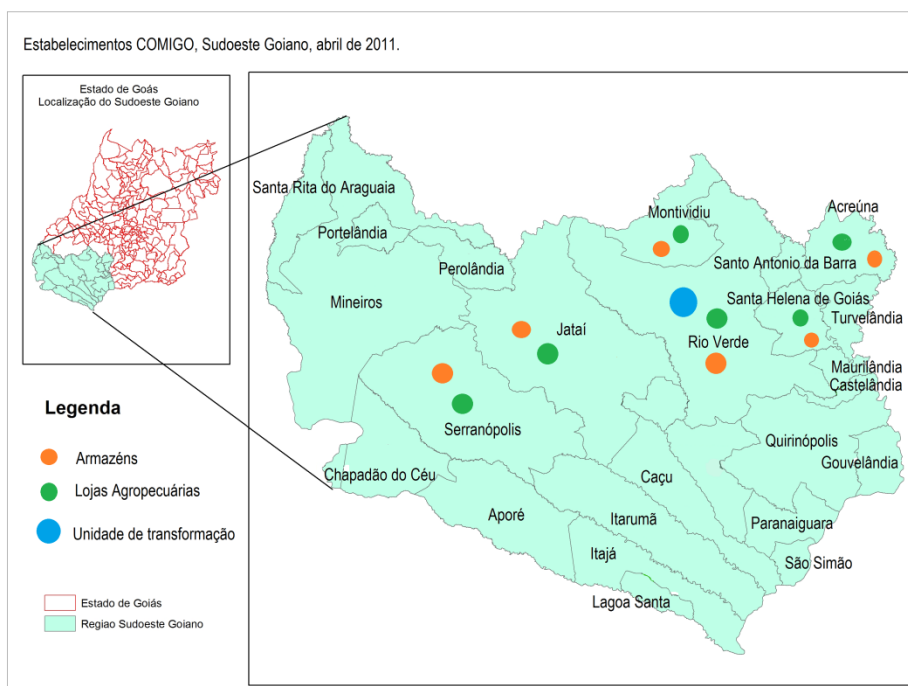 Estabelecimentos COMIGO, Sudoeste Goiano, abril de 2011.
Estado de Goiás
Localização do Sudoeste Goiano
Santa Rita do Araguaia
Portelândia
Mineiros
Perolândia
Montividiu
Acreúna
Santo Antonio da Barra
Santa Helena de Goiás
Turvelândia
Jataí
Rio Verde
Maurilândia
Castelândia
Serranópolis
Quirinópolis
Gouvelândia
Chapadão do Céu
Caçu
Aporé
Itarumã
Paranaiguara
Itajá
São Simão
Lagoa Santa
Legenda
Armazéns
Lojas Agropecuárias
Unidade de transformação
Estado de Goiás
Regiao Sudoeste Goiano